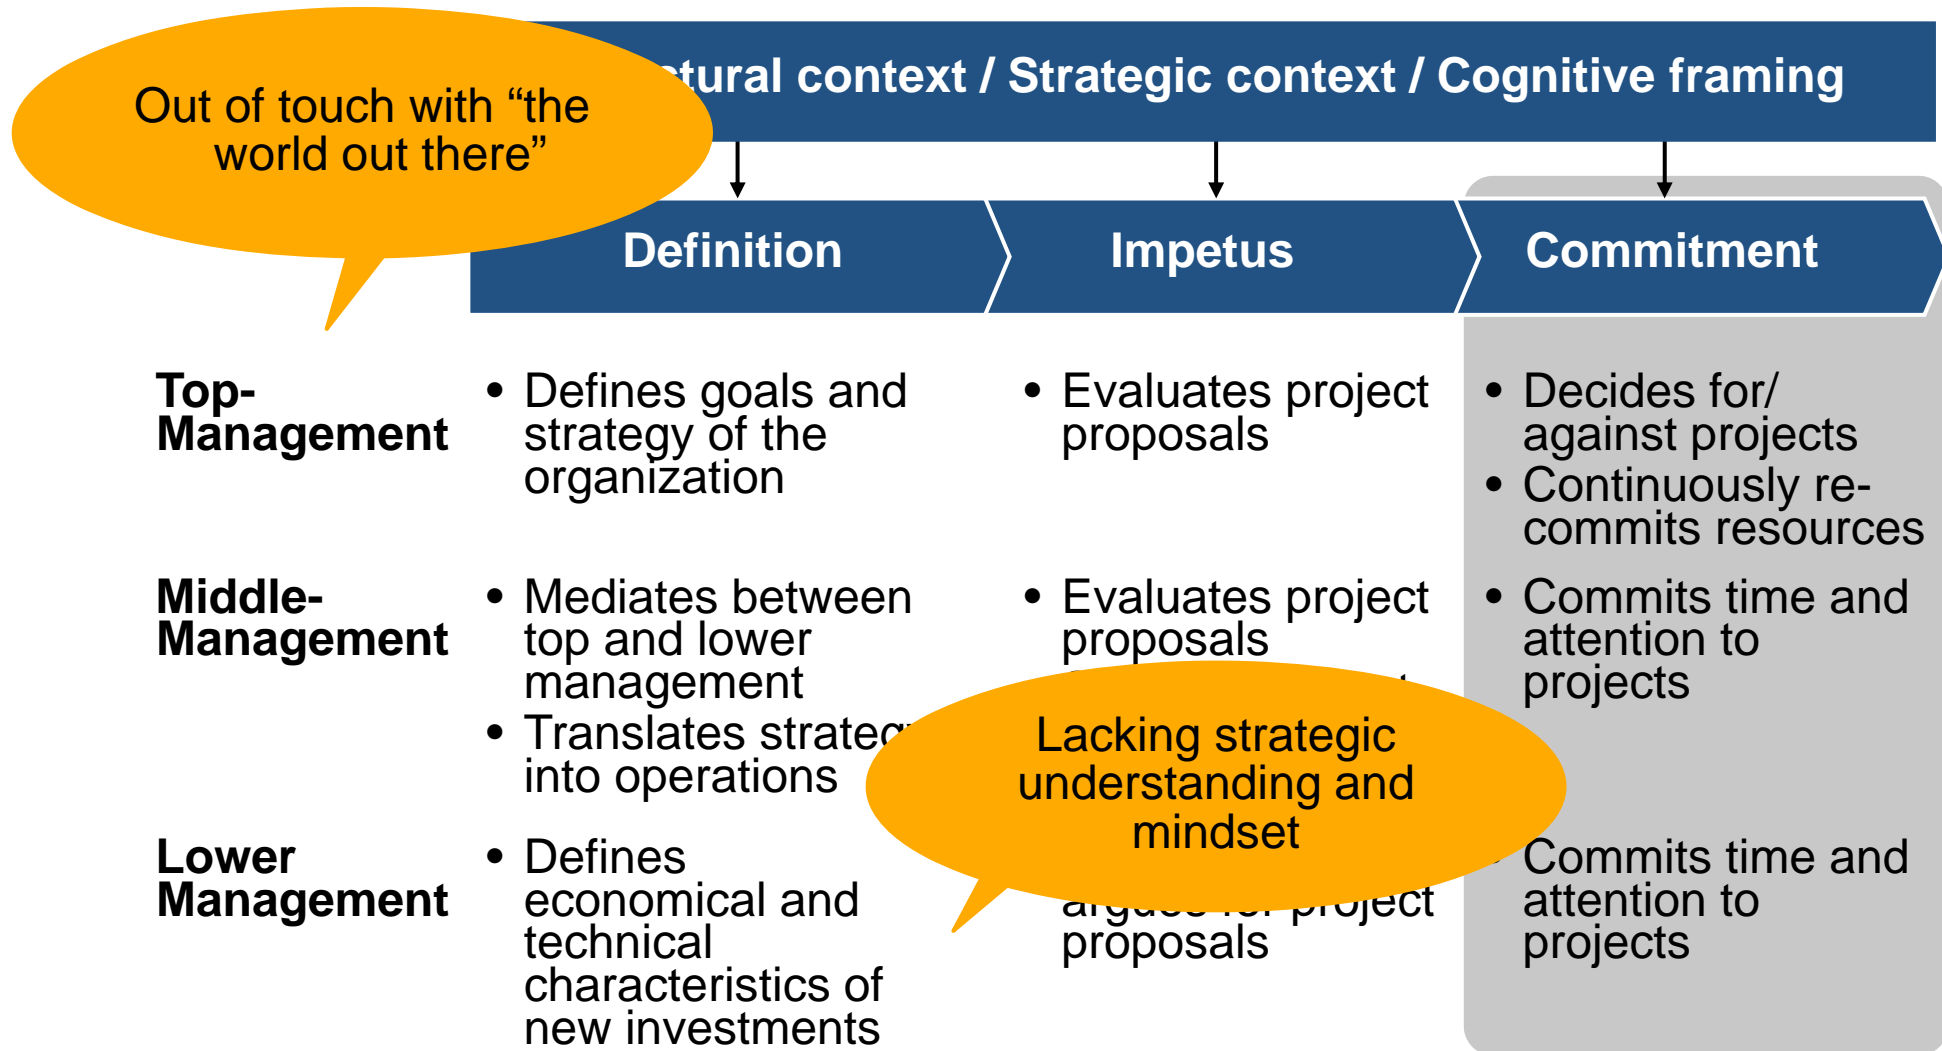 Out of touch with “the
world out there”
tural context / Strategic context / Cognitive framing
Definition
Impetus
Commitment
Top-
Management
• Defines goals and
strategy of the
organization
• Evaluates project
proposals
• Decides for/
against projects
• Continuously re-
commits resources
Middle-
Management
• Mediates between
top and lower
management
• Translates strategy
into operations
• Evaluates project
proposals
• Commits time and
attention to
projects
Lacking strategic
understanding and
mindset
Lower
Management
• Defines
economical and
technical
characteristics of
new investments
argues for project
proposals
Commits time and
attention to
projects